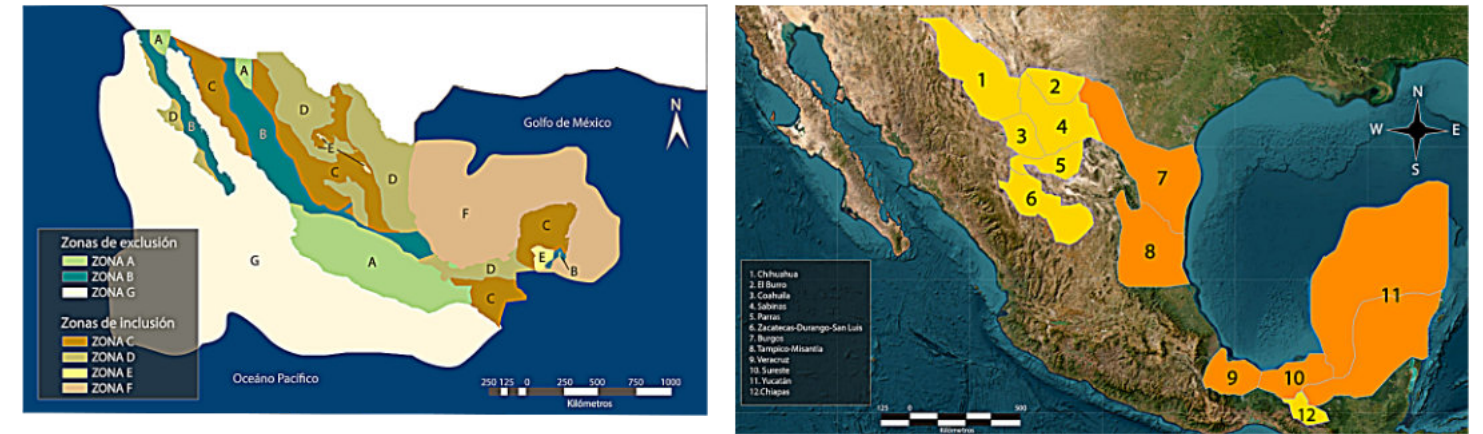 A
A
C
D
B
D
B
E
C
D
F
C
E
B
D
C
A
G
Golfo de México
N
Zonas de exclusión
ZONA A
ZONA B
ZONA G
Zonas de inclusión
ZONA C
ZONA D
ZONA E
ZONA F
Oceáno Pacífico
250 125 0 250 500 750 1000
Kilómetros
1
2
3
4
5
6
7
8
9
10
11
12
N
W E
S
1. Chihuahua
2. El Burro
3. Coahuila
4. Sabinas
5. Parras
6. Zacatecas-Durango-San Luis
7. Burgos
8. Tampico-Misantla
9. Veracruz
10. Sureste
11. Yucatán
12. Chiapas
125 0 500
Kilómetros